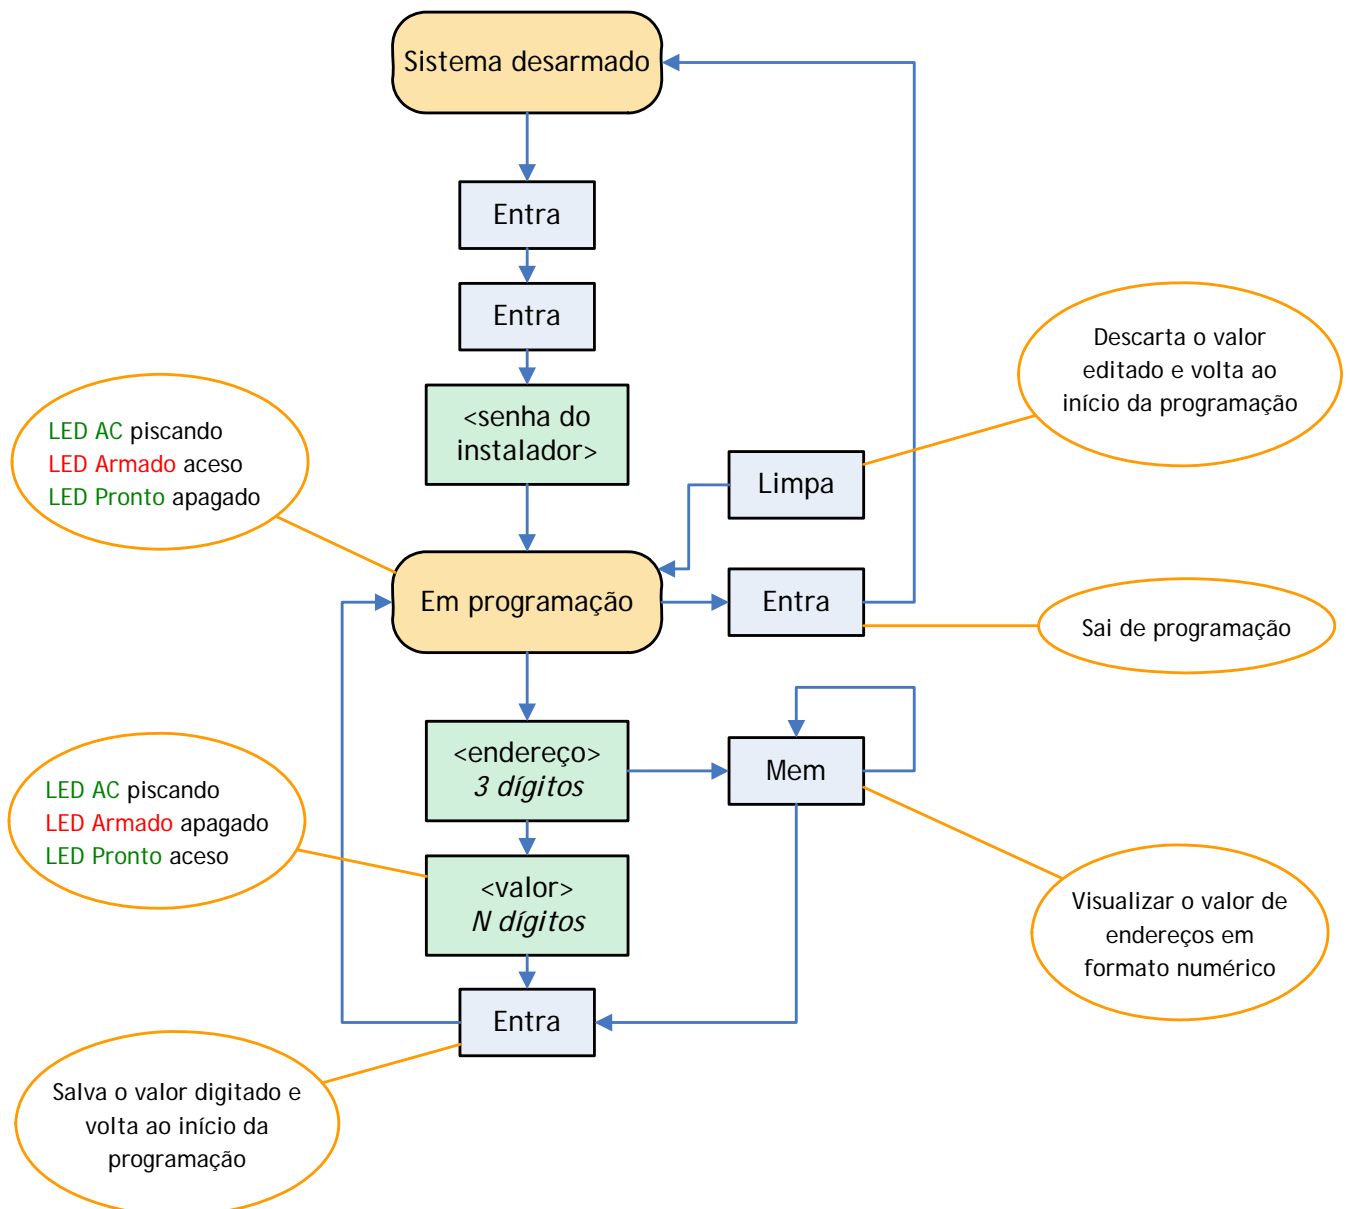 Sistema desarmado
Entra
Entra
<senha do
instalador>
Descarta o valor
editado e volta ao
início da programação
LED AC piscando
LED Armado aceso
LED Pronto apagado
Limpa
Em programação
Entra
Sai de programação
<endereço>
3 dígitos
Mem
LED AC piscando
LED Armado apagado
LED Pronto aceso
<valor>
N dígitos
Visualizar o valor de
endereços em
formato numérico
Entra
Salva o valor digitado e
volta ao início da
programação